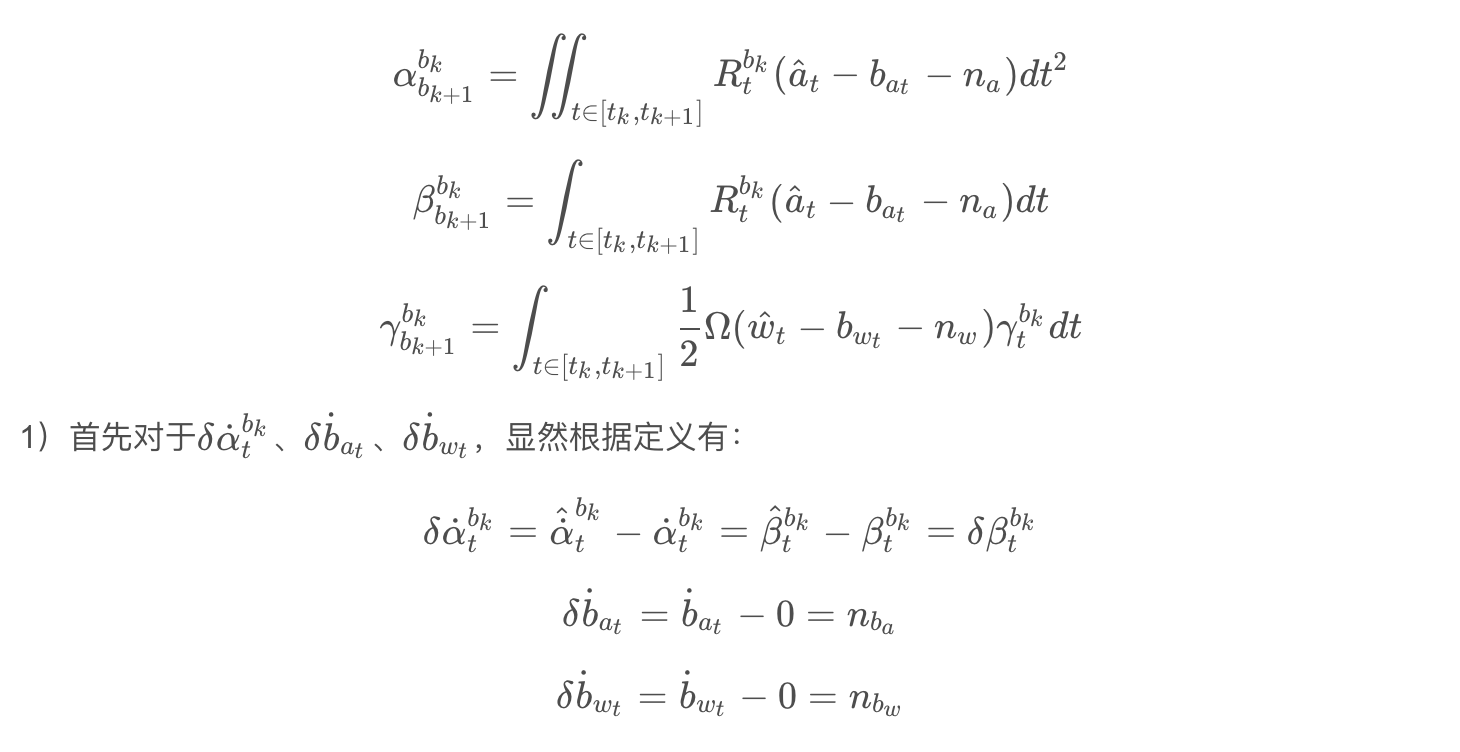 $\alpha_{b_{k+1}}^{b_k} = \iint_{t\in[t_k,t_{k+1}]} R_t^{b_k}(\hat{a}_t - b_{a_t} - n_a)dt^2$
$\beta_{b_{k+1}}^{b_k} = \int_{t\in[t_k,t_{k+1}]} R_t^{b_k}(\hat{a}_t - b_{a_t} - n_a)dt$
$\gamma_{b_{k+1}}^{b_k} = \int_{t\in[t_k,t_{k+1}]} \frac{1}{2}\Omega(\hat{w}_t - b_{w_t} - n_w)\gamma_t^{b_k}dt$
1）首先对于$\delta\dot{\alpha}_t^{b_k}$、$\delta\dot{b}_{a_t}$、$\delta\dot{b}_{w_t}$，显然根据定义有：
$\delta\dot{\alpha}_t^{b_k} = \hat{\dot{\alpha}}_t^{b_k} - \dot{\alpha}_t^{b_k} = \hat{\beta}_t^{b_k} - \beta_t^{b_k} = \delta\beta_t^{b_k}$
$\delta\dot{b}_{a_t} = \dot{b}_{a_t} - 0 = n_{b_a}$
$\delta\dot{b}_{w_t} = \dot{b}_{w_t} - 0 = n_{b_w}$